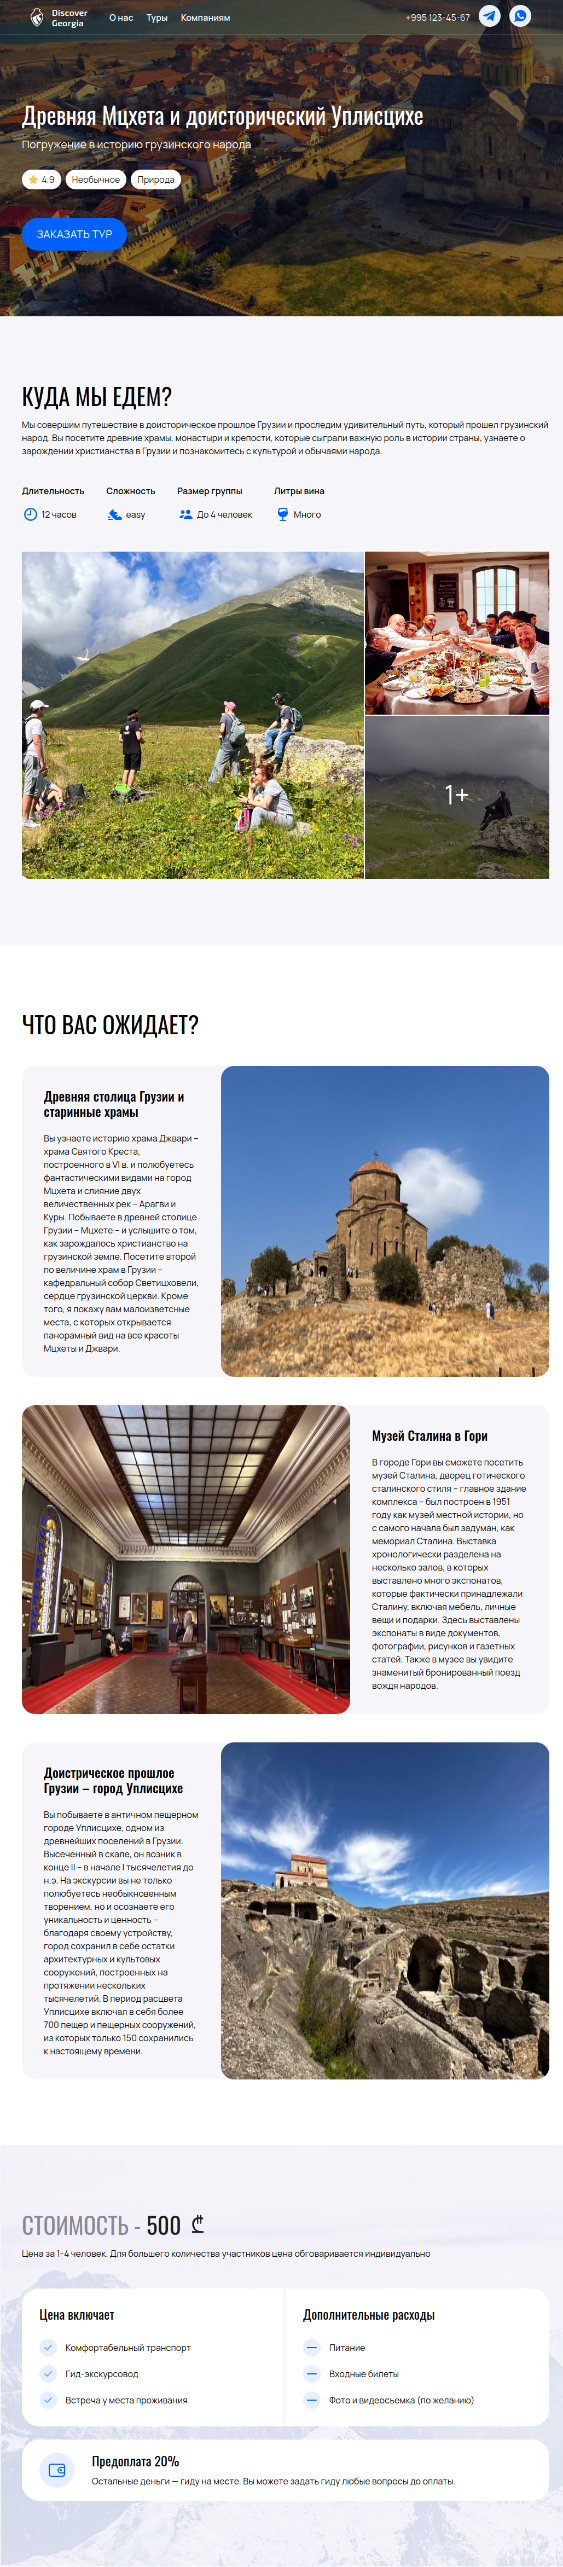 Discover
Georgia
О нас
Туры
Компаниям
+995 123-45-67
Древняя Мцхета и доисторический Уплисцихе
Погружение в историю грузинского народа
4.9
Необычное
Природа
ЗАКАЗАТЬ ТУР
КУДА МЫ ЕДЕМ?
Мы совершим путешествие в доисторическое прошлое Грузии и проследим удивительный путь, который прошел грузинский
народ. Вы посетите древние храмы, монастыри и крепости, которые сыграли важную роль в истории страны, узнаете о
зарождении христианства в Грузии и познакомитесь с культурой и обычаями народа.
Длительность
Сложность
Размер группы
Литры вина
12 часов
easy
До 4 человек
Много
1+
ЧТО ВАС ОЖИДАЕТ?
Древняя столица Грузии и
старинные храмы
Вы узнаете историю храма Джвари –
храма Святого Креста,
построенного в VI в. и полюбуетесь
фантастическими видами на город
Мцхета и слияние двух
величественных рек – Арагви и
Куры. Побываете в древней столице
Грузии – Мцхете – и услышите о том,
как зарождалось христианство на
грузинской земле. Посетите второй
по величине храм в Грузии –
кафедральный собор Светицховели,
сердце грузинской церкви. Кроме
того, я покажу вам малоизветсные
места, с которых открывается
панорамный вид на все красоты
Мцхеты и Джвари.
Музей Сталина в Гори
В городе Гори вы сможете посетить
музей Сталина, дворец готического
сталинского стиля – главное здание
комплекса – был построен в 1951
году как музей местной истории, но
с самого начала был задуман, как
мемориал Сталина. Выставка
хронологически разделена на
несколько залов, в которых
выставлено много экспонатов,
которые фактически принадлежали
Сталину, включая мебель, личные
вещи и подарки. Здесь выставлены
экспонаты в виде документов,
фотографии, рисунков и газетных
статей. Также в музее вы увидите
знаменитый бронированный поезд
вождя народов.
Доистрическое прошлое
Грузии – город Уплисцихе
Вы побываете в античном пещерном
городе Уплисцихе, одном из
древнейших поселений в Грузии.
Высеченный в скале, он возник в
конце II – в начале I тысячелетия до
н.э. На экскурсии вы не только
полюбуетесь необыкновенным
творением, но и осознаете его
уникальность и ценность –
благодаря своему устройству,
город сохранил в себе остатки
архитектурных и культовых
сооружений, построенных на
протяжении нескольких
тысячелетий. В период расцвета
Уплисцихе включал в себя более
700 пещер и пещерных сооружений,
из которых только 150 сохранились
к настоящему времени.
СТОИМОСТЬ - 500 ₾
Цена за 1-4 человек. Для большего количества участников цена обговаривается индивидуально
Цена включает
Комфортабельный транспорт
Гид-экскурсовод
Встреча у места проживания
Дополнительные расходы
Питание
Входные билеты
Фото и видеосъемка (по желанию)
Предоплата 20%
Остальные деньги — гиду на месте. Вы можете задать гиду любые вопросы до оплаты.